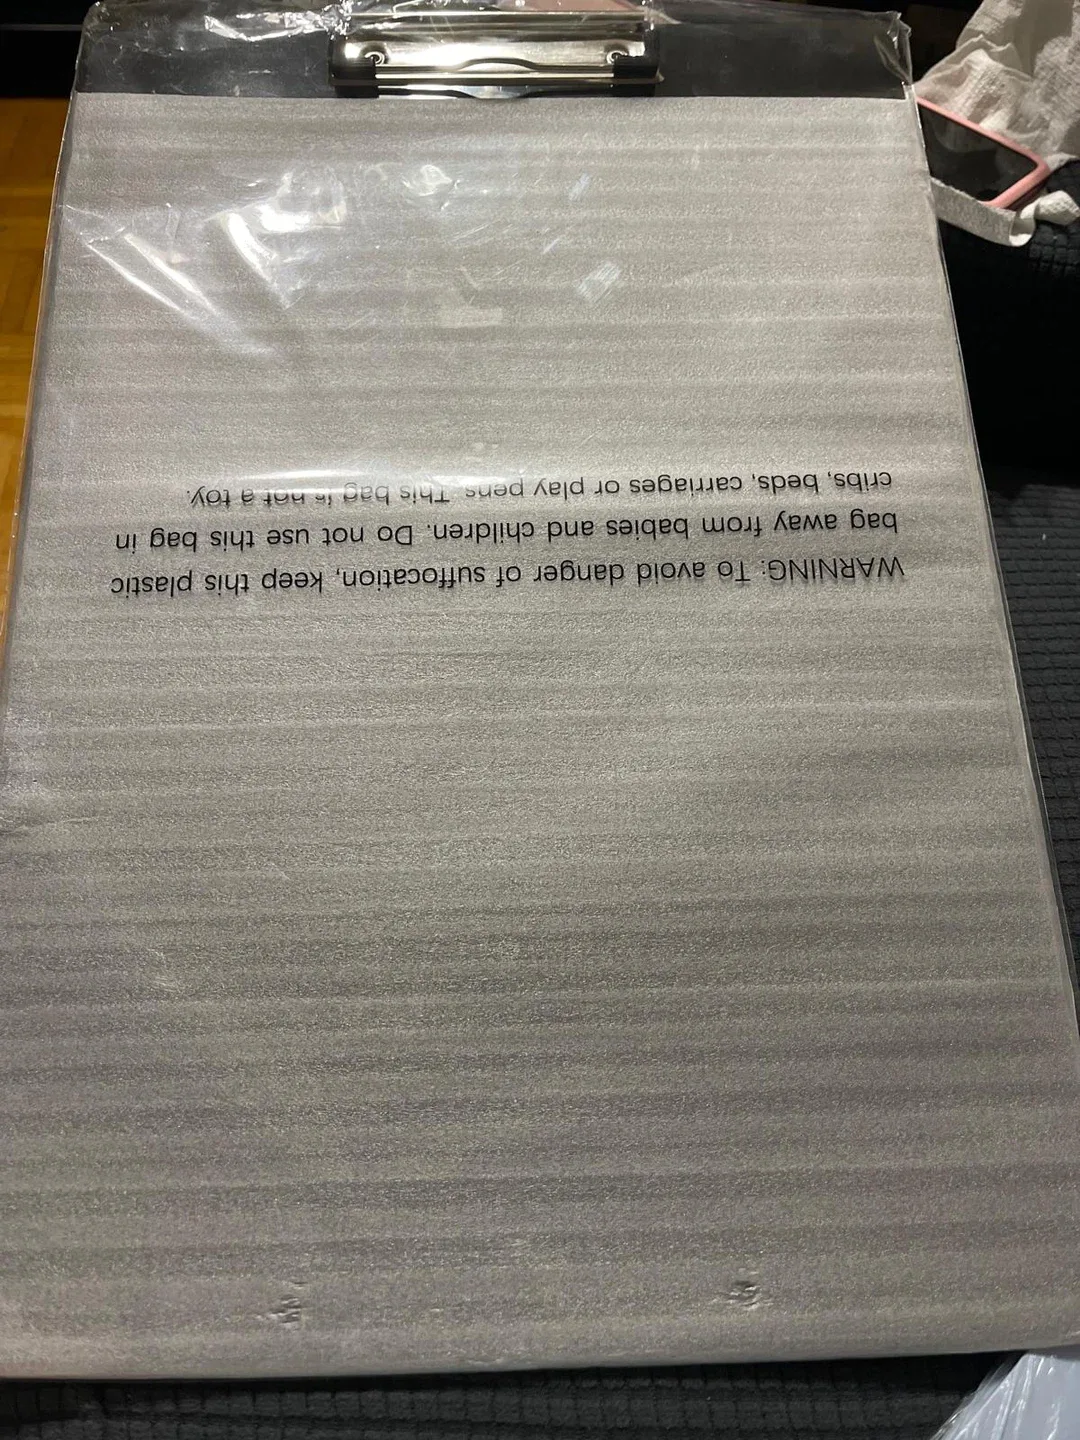 WARNING: To avoid danger of suffocation, keep this plastic
bag away from babies and children. Do not use this bag in
cribs, beds, carriages or play pens. This bag is not a toy.